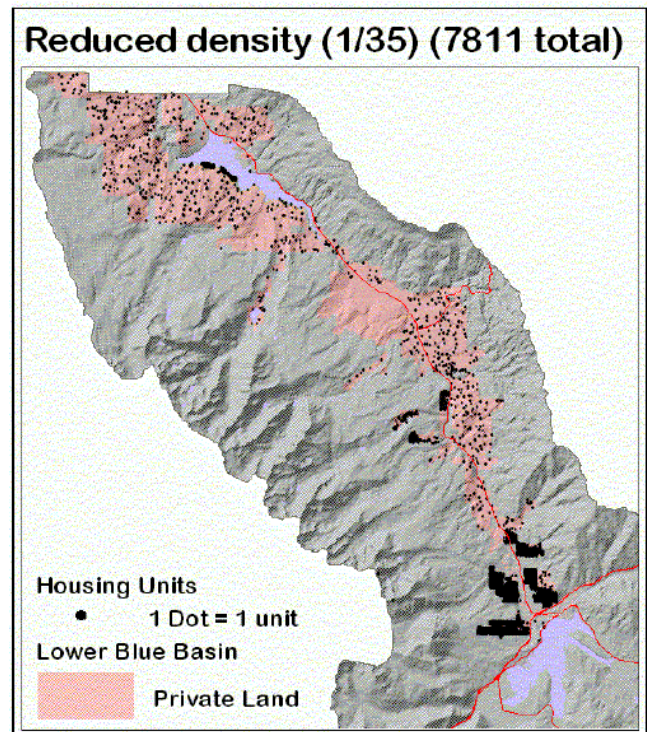 Reduced density (1/35) (7811 total)
Housing Units
1 Dot = 1 unit
Lower Blue Basin
Private Land